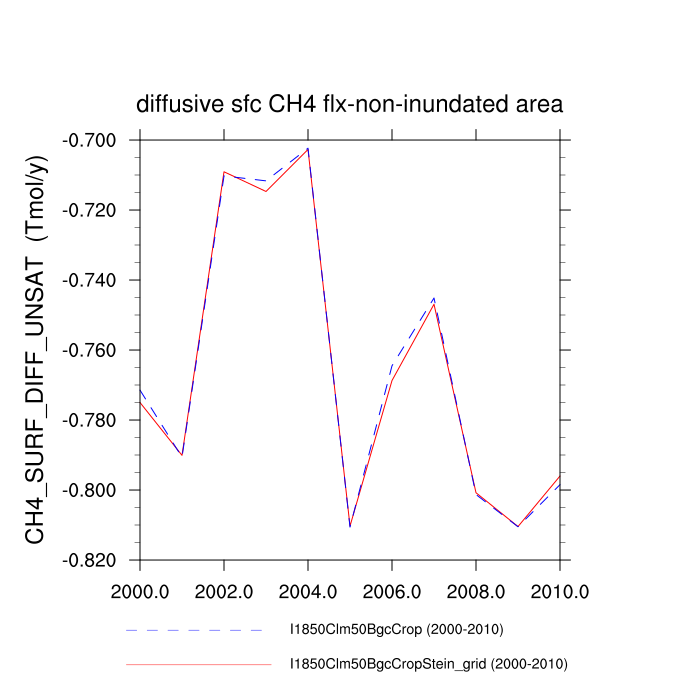 diffusive sfc CH4 flx-non-inundated area
CH4_SURF_DIFF_UNSAT (Tmol/y)
-0.700
-0.720
-0.740
-0.760
-0.780
-0.800
-0.820
2000.0 2002.0 2004.0 2006.0 2008.0 2010.0
I1850Clm50BgcCrop (2000-2010)
I1850Clm50BgcCropStein_grid (2000-2010)